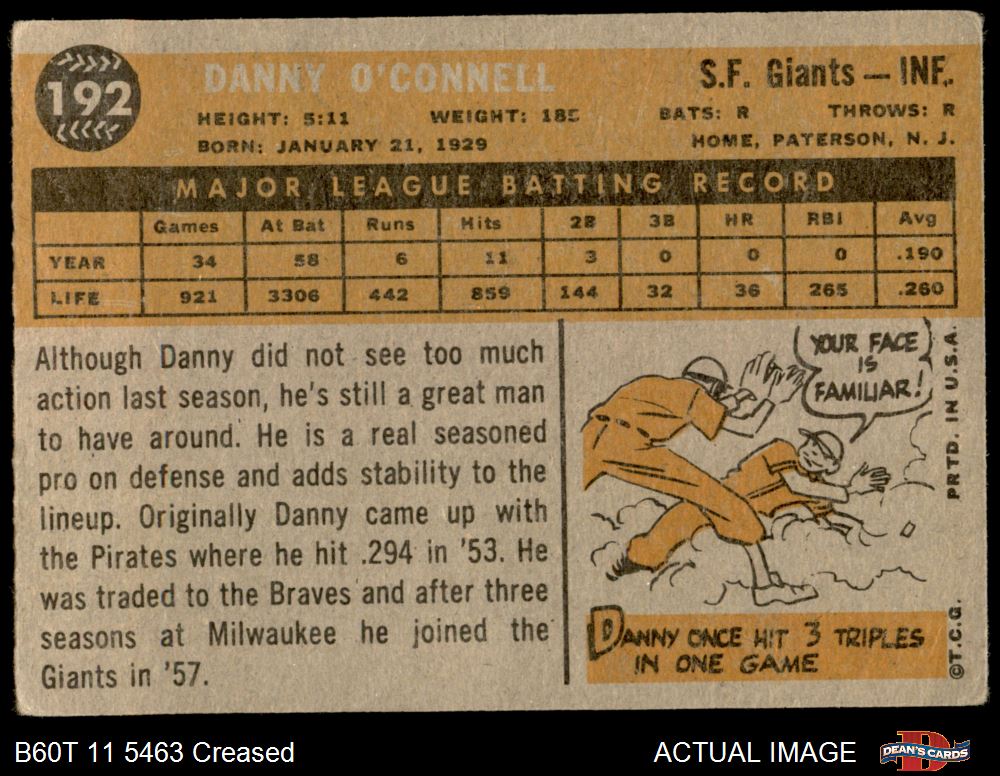 192
DANNY O'CONNELL
S.F. Giants — INF.
HEIGHT: 5:11 WEIGHT: 185 BATS: R THROWS: R
BORN: JANUARY 21, 1929 HOME, PATERSON, N. J.
MAJOR LEAGUE BATTING RECORD
Games At Bat Runs Hits 2B 3B HR RBI Avg
YEAR 34 58 6 11 3 0 0 0 .190
LIFE 921 3306 442 859 144 32 36 265 .260
Although Danny did not see too much
action last season, he's still a great man
to have around. He is a real seasoned
pro on defense and adds stability to the
lineup. Originally Danny came up with
the Pirates where he hit .294 in '53. He
was traded to the Braves and after three
seasons at Milwaukee he joined the
Giants in '57.
YOUR FACE
IS
FAMILIAR!
DANNY ONCE HIT 3 TRIPLES
IN ONE GAME
PRTD. IN U.S.A.
©T.C.G.
B60T 11 5463 Creased
ACTUAL IMAGE
DEAN'S CARDS